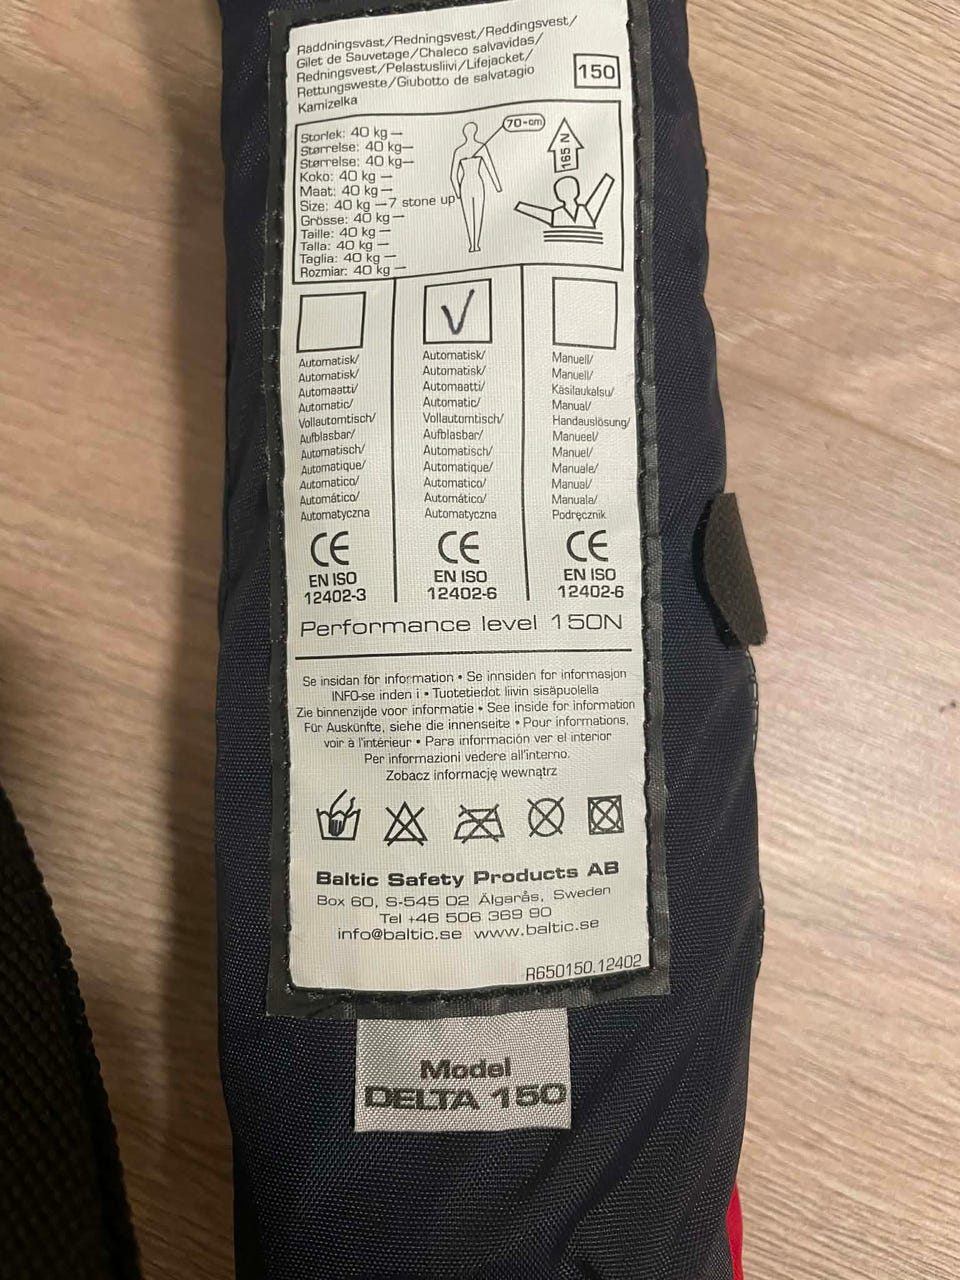 Räddningsväst/Redningsvest/Reddingsvest/
Gilet de Sauvetage/Chaleco salvavidas/
Redningsvest/Pelastusliivi/Lifejacket/
Rettungsweste/Giubotto de salvatagio
Kamizelka
150
Storlek: 40 kg —
Størrelse: 40 kg—
Størrelse: 40 kg—
Koko: 40 kg —
Maat: 40 kg —
Size: 40 kg —7 stone up
Grösse: 40 kg—
Taille: 40 kg —
Talla: 40 kg —
Taglia: 40 kg —
Rozmiar: 40 kg —
70-cm
165 N
Automatisk/
Automatisk/
Automaatti/
Automatic/
Vollautomtisch/
Aufblasbar/
Automatisch/
Automatique/
Automatico/
Automático/
Automatyczna
CE
EN ISO
12402-3
Automatisk/
Automatisk/
Automaatti/
Automatic/
Vollautomtisch/
Aufblasbar/
Automatisch/
Automatique/
Automatico/
Automático/
Automatyczna
CE
EN ISO
12402-6
Manuell/
Manuell/
Käsilaukalsu/
Manual/
Handauslösung/
Manueel/
Manuel/
Manuale/
Manual/
Manuala/
Podręcznik
CE
EN ISO
12402-6
Performance level 150N
Se insidan for information • Se innsiden for informasjon
INFO-se inden i • Tuotetiedot liivin sisäpuolella
Zie binnenzijde voor informatie • See inside for information
Für Auskünfte, siehe die innenseite • Pour informations,
voir à l'intérieur • Para información ver el interior
Per informazioni vedere all'interno.
Zobacz informację wewnątrz
Baltic Safety Products AB
Box 60, S-545 02 Älgarås, Sweden
Tel +46 506 369 90
info@baltic.se www.baltic.se
R650150.12402
Model
DELTA 150